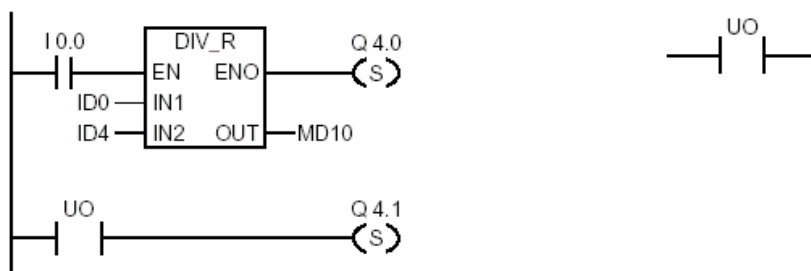 UO
I 0.0 DIV_R Q 4.0
EN ENO S
ID0 IN1
ID4 IN2 OUT MD10
UO Q 4.1
S